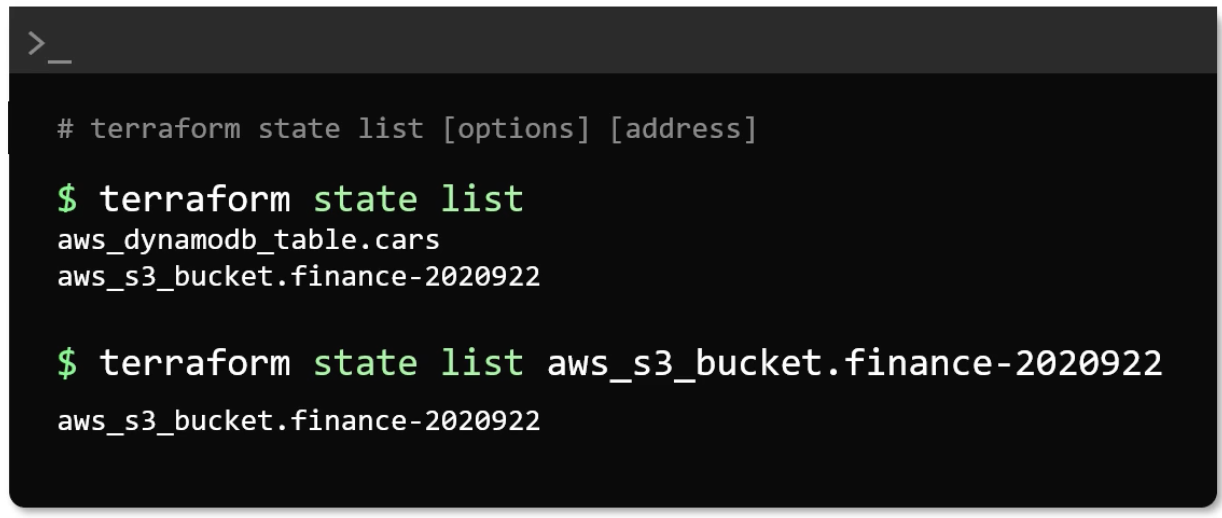 >_
# terraform state list [options] [address]
$ terraform state list
aws_dynamodb_table.cars
aws_s3_bucket.finance-2020922
$ terraform state list aws_s3_bucket.finance-2020922
aws_s3_bucket.finance-2020922